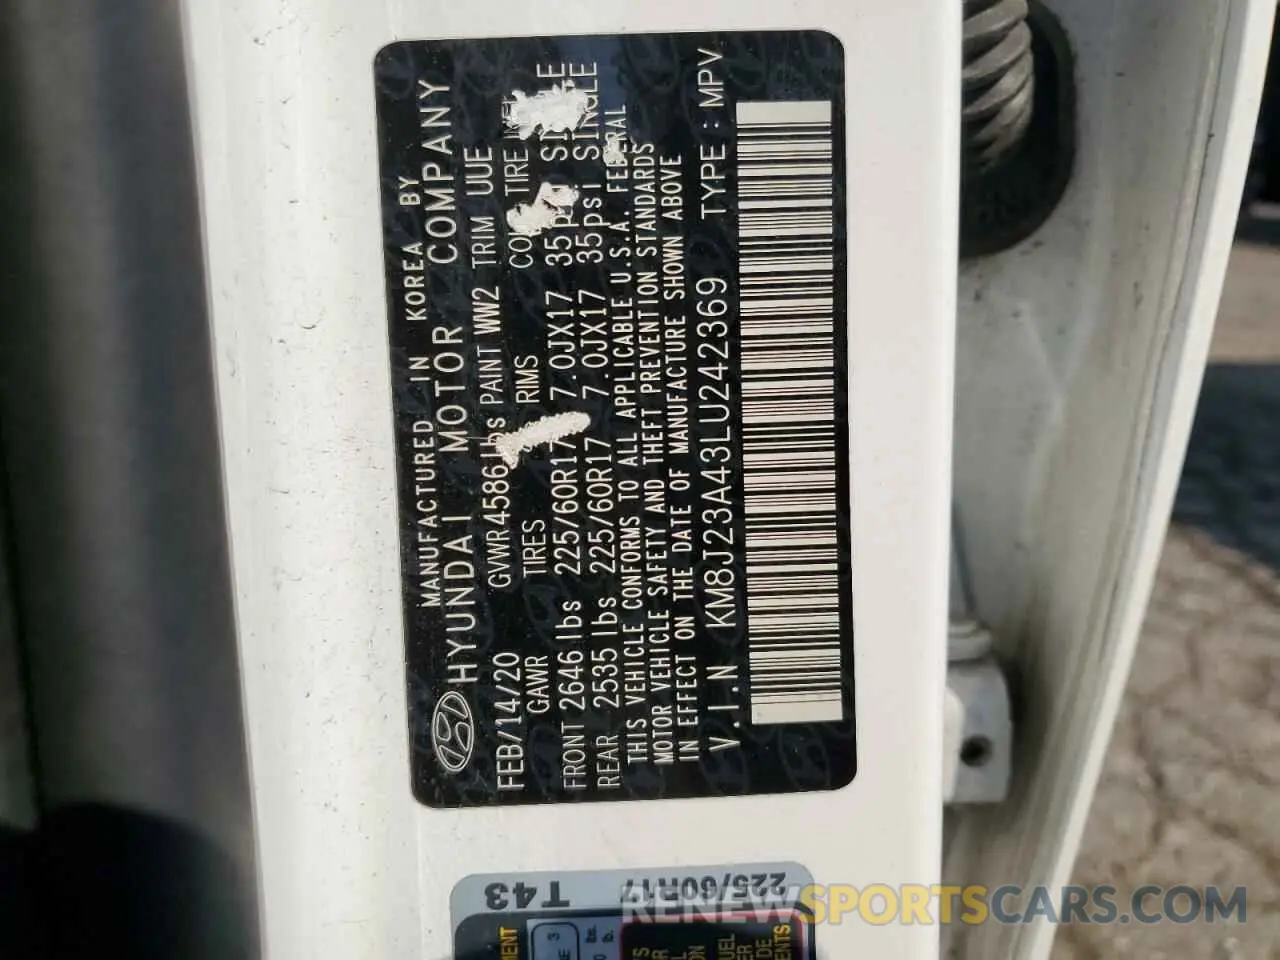 MANUFACTURED IN KOREA BY
HYUNDAI MOTOR COMPANY
FEB/14/20 GVWR 4586 lbs PAINT WW2 TRIM UUE
GAWR TIRES RIMS TIRE
FRONT 2646 lbs 225/60R17 7.0JX17 35psi SINGLE
REAR 2535 lbs 225/60R17 7.0JX17 35psi SINGLE
THIS VEHICLE CONFORMS TO ALL APPLICABLE U.S.A. FEDERAL
MOTOR VEHICLE SAFETY AND THEFT PREVENTION STANDARDS
IN EFFECT ON THE DATE OF MANUFACTURE SHOWN ABOVE
V.I.N KM8J23A43LU242369 TYPE : MPV
T43
225/60R17
RENEWSPORTSCARS.COM